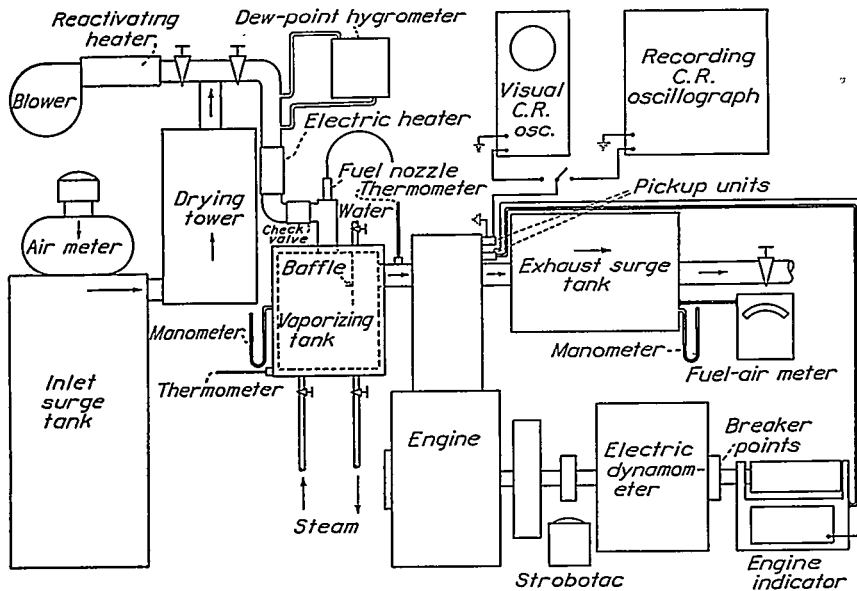 Reactivating
heater
Dew-point hygrometer
Blower
Visual
C.R.
osc.
Recording
C.R.
oscillograph
Electric heater
Fuel nozzle
Thermometer
Pickup units
Drying
tower
Water
Air meter
Check
valve
Baffle
Exhaust surge
tank
Vaporizing
tank
Manometer
Manometer
Thermometer
Fuel-air meter
Inlet
surge
tank
Engine
Electric
dynamom-
eter
Breaker
points
Steam
Strobotac
Engine
indicator